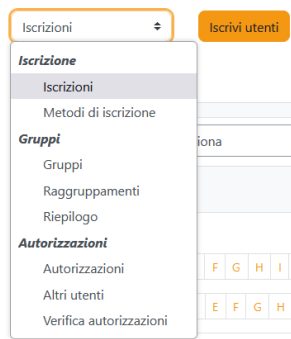 Iscrizioni
Iscrivi utenti
Iscrizione
Iscrizioni
Metodi di iscrizione
Gruppi
iona
Gruppi
Raggruppamenti
Riepilogo
Autorizzazioni
Autorizzazioni
F G H I
Altri utenti
E F G H
Verifica autorizzazioni